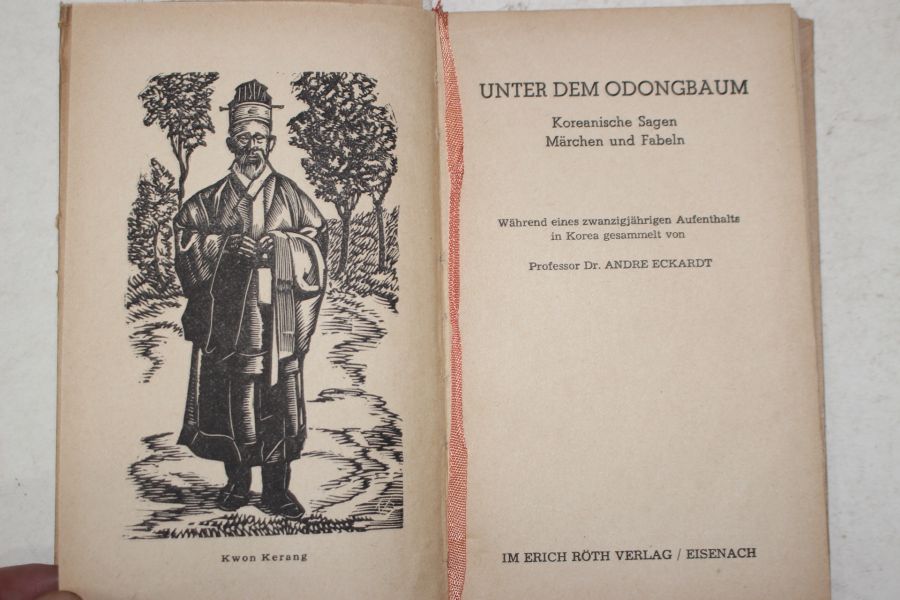 Kwon Kerang
UNTER DEM ODONGBAUM
Koreanische Sagen
Märchen und Fabeln
Während eines zwanzigjährigen Aufenthalts
in Korea gesammelt von
Professor Dr. ANDRE ECKARDT
IM ERICH RÖTH VERLAG / EISENACH